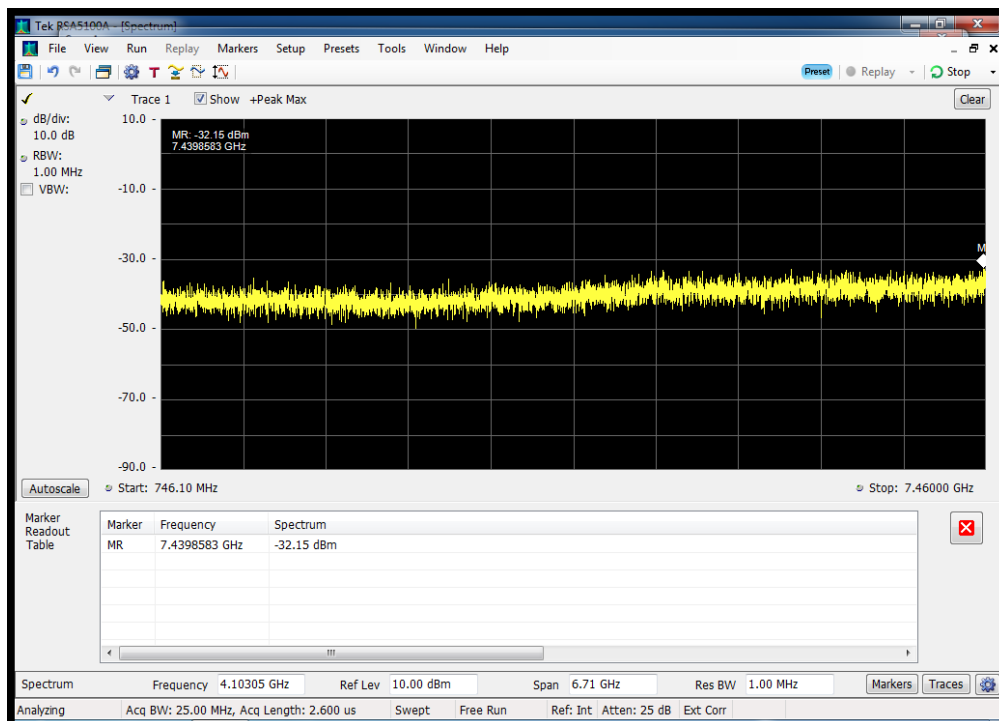 Tek RSA5100A - [Spectrum]
File View Run Replay Markers Setup Presets Tools Window Help
T Preset Replay Stop
Trace 1 Show +Peak Max Clear
dB/div:
10.0 dB
RBW:
1.00 MHz
VBW:
10.0
MR: -32.15 dBm
7.4398583 GHz
-10.0
M
-30.0
-50.0
-70.0
-90.0
Autoscale Start: 746.10 MHz Stop: 7.46000 GHz
Marker
Readout
Table
Marker Frequency Spectrum
MR 7.4398583 GHz -32.15 dBm
Spectrum Frequency 4.10305 GHz Ref Lev 10.00 dBm Span 6.71 GHz Res BW 1.00 MHz Markers Traces
Analyzing Acq BW: 25.00 MHz, Acq Length: 2.600 us Swept Free Run Ref: Int Atten: 25 dB Ext Corr